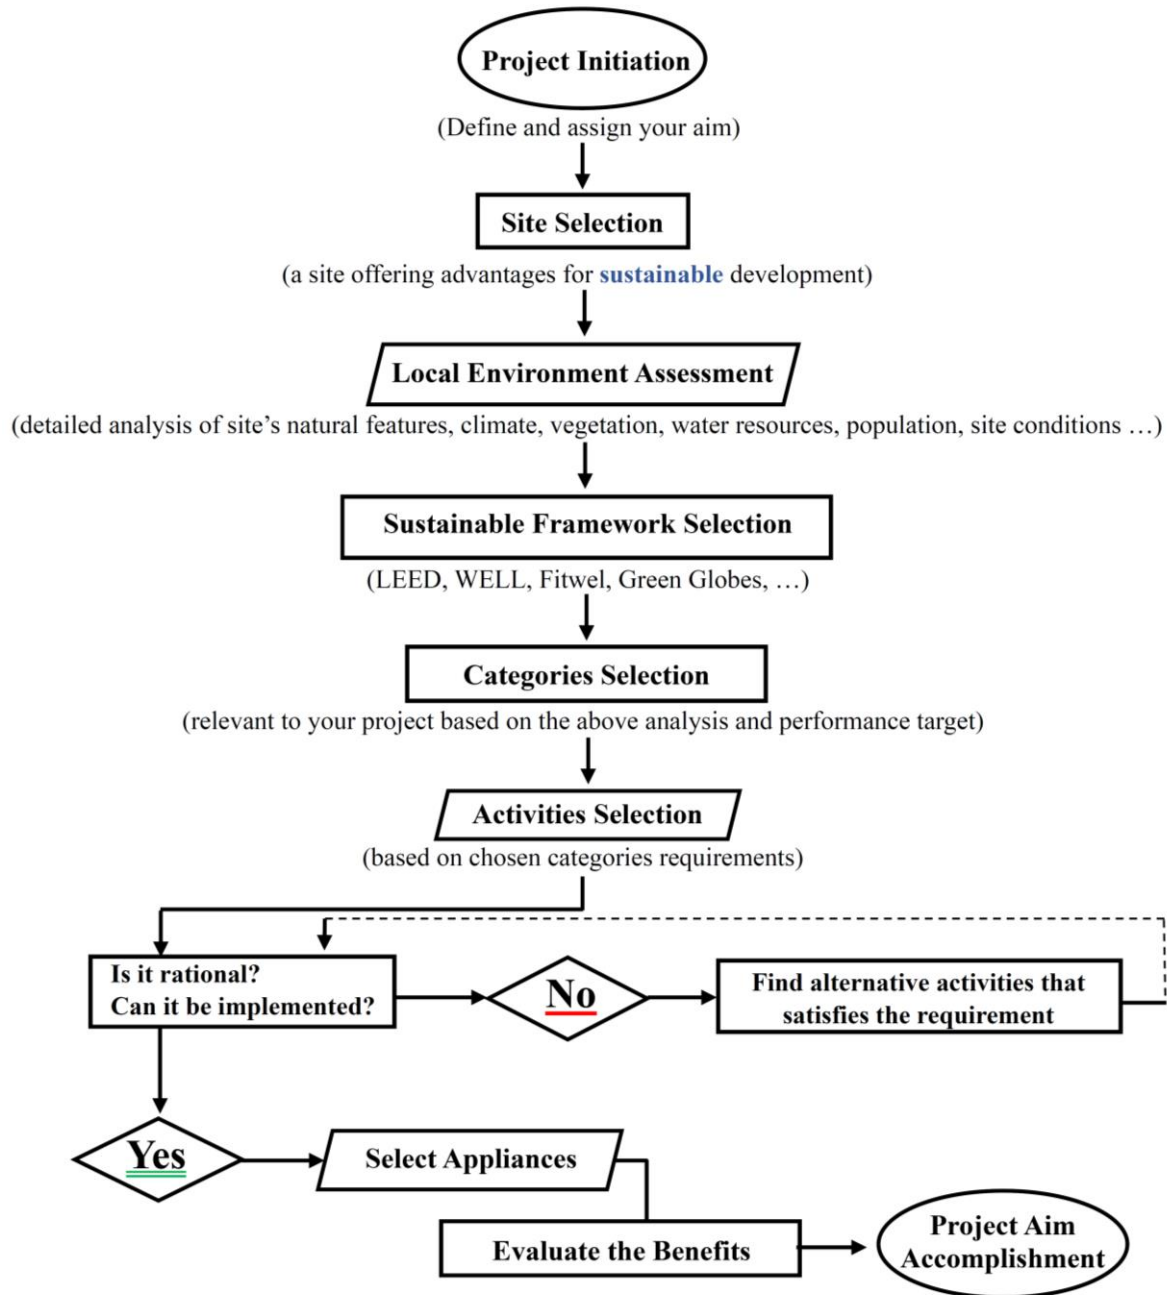 Project Initiation
(Define and assign your aim)
Site Selection
(a site offering advantages for sustainable development)
Local Environment Assessment
(detailed analysis of site’s natural features, climate, vegetation, water resources, population, site conditions …)
Sustainable Framework Selection
(LEED, WELL, Fitwel, Green Globes, …)
Categories Selection
(relevant to your project based on the above analysis and performance target)
Activities Selection
(based on chosen categories requirements)
Is it rational?
Can it be implemented?
No
Find alternative activities that
satisfies the requirement
Yes
Select Appliances
Evaluate the Benefits
Project Aim
Accomplishment